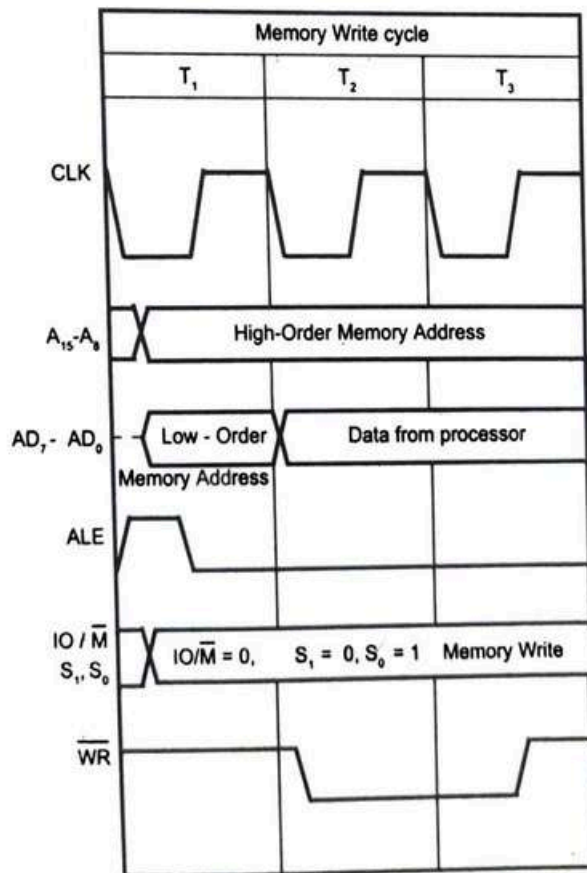 Memory Write cycle
T₁ T₂ T₃
CLK
A₁₅-A₈ High-Order Memory Address
AD₇ - AD₀ Low - Order Data from processor
Memory Address
ALE
IO / M̅
S₁, S₀ IO/M̅ = 0, S₁ = 0, S₀ = 1 Memory Write
W̅R̅